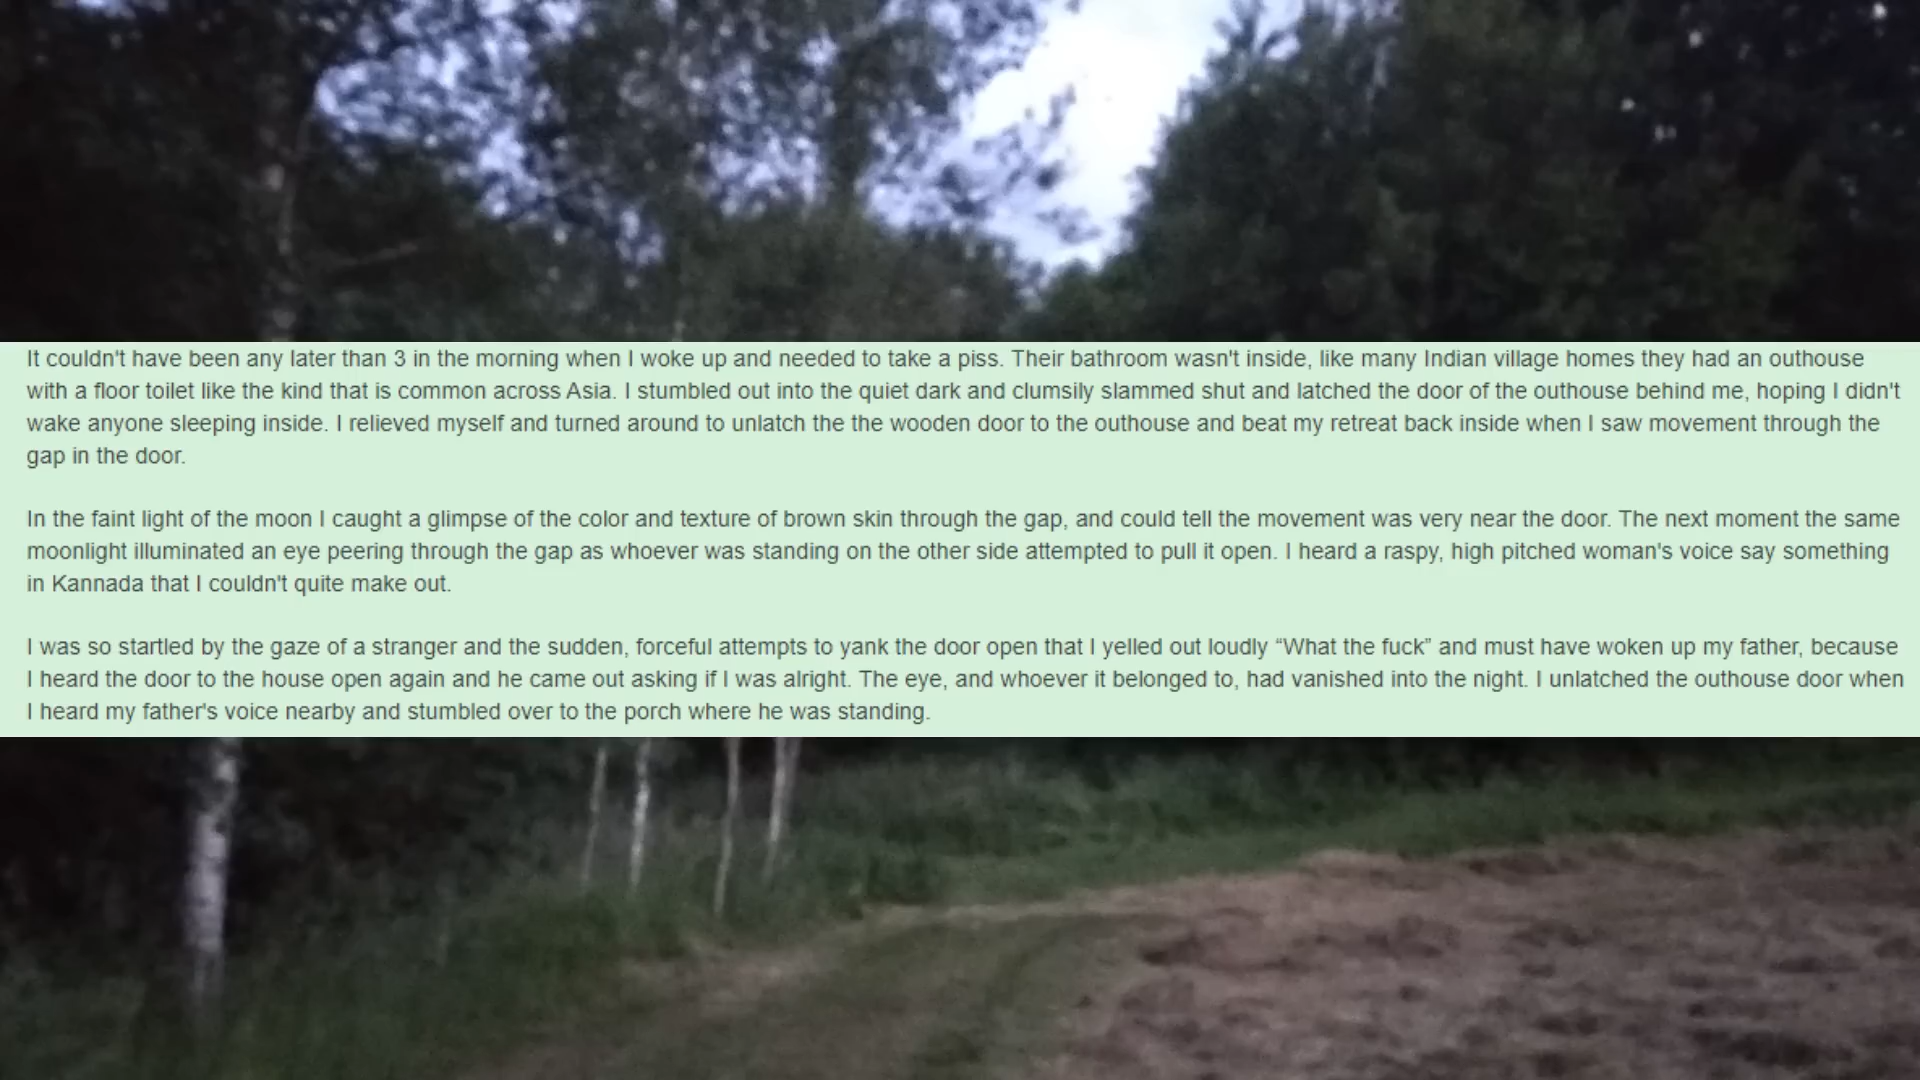 It couldn't have been any later than 3 in the morning when I woke up and needed to take a piss. Their bathroom wasn't inside, like many Indian village homes they had an outhouse
with a floor toilet like the kind that is common across Asia. I stumbled out into the quiet dark and clumsily slammed shut and latched the door of the outhouse behind me, hoping I didn't
wake anyone sleeping inside. I relieved myself and turned around to unlatch the the wooden door to the outhouse and beat my retreat back inside when I saw movement through the
gap in the door.
In the faint light of the moon I caught a glimpse of the color and texture of brown skin through the gap, and could tell the movement was very near the door. The next moment the same
moonlight illuminated an eye peering through the gap as whoever was standing on the other side attempted to pull it open. I heard a raspy, high pitched woman's voice say something
in Kannada that I couldn't quite make out.
I was so startled by the gaze of a stranger and the sudden, forceful attempts to yank the door open that I yelled out loudly “What the fuck” and must have woken up my father, because
I heard the door to the house open again and he came out asking if I was alright. The eye, and whoever it belonged to, had vanished into the night. I unlatched the outhouse door when
I heard my father's voice nearby and stumbled over to the porch where he was standing.